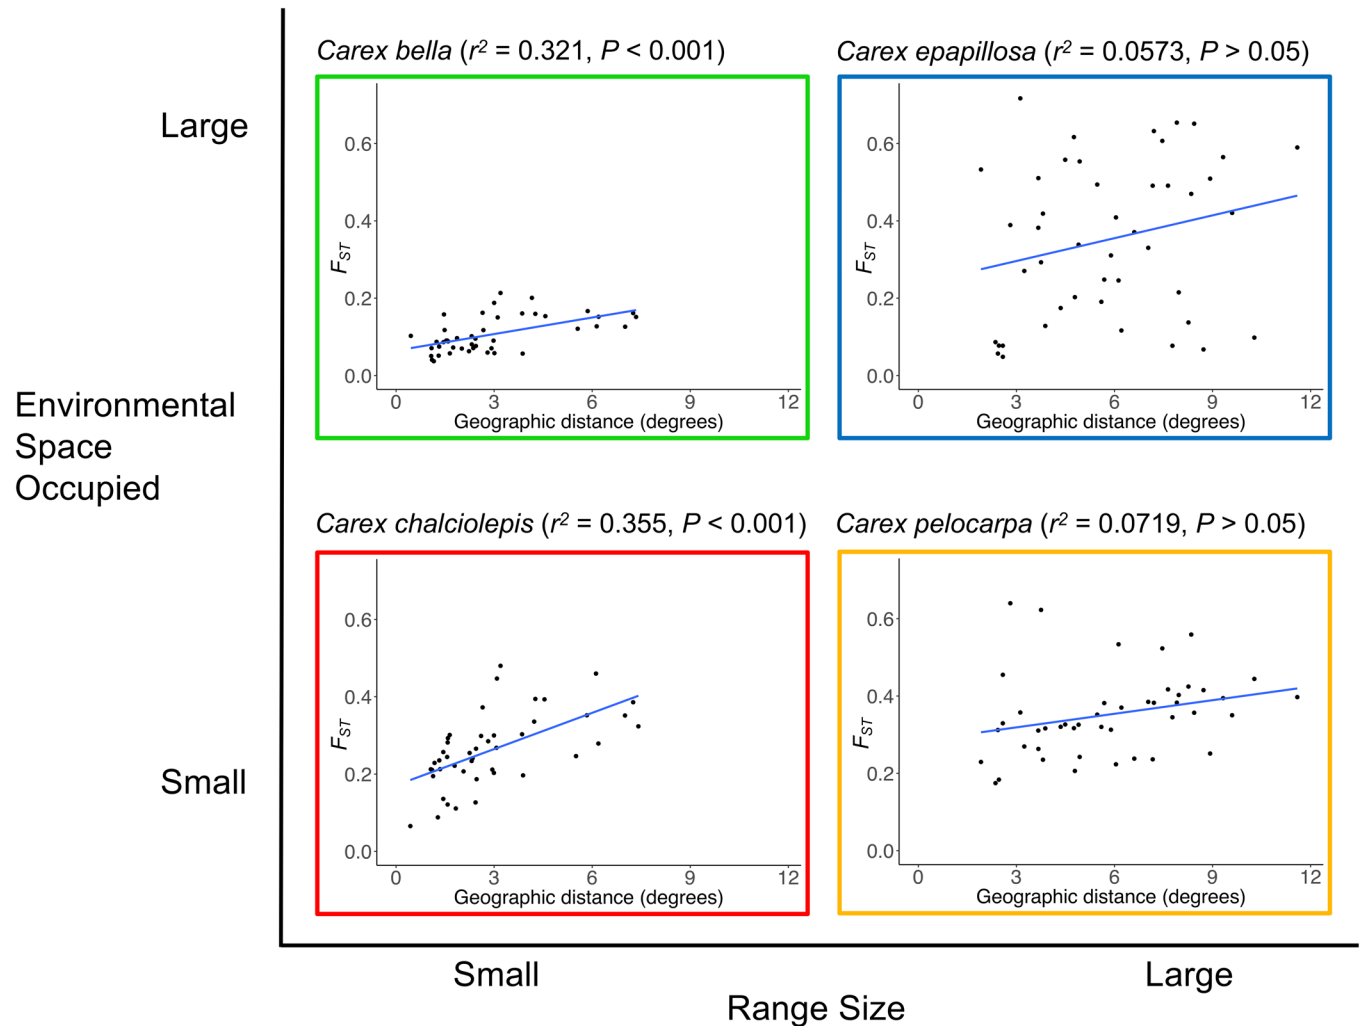 Carex bella (r² = 0.321, P < 0.001)
0.6
0.4
0.2
0.0
FST
0 3 6 9 12
Geographic distance (degrees)
Carex epapillosa (r² = 0.0573, P > 0.05)
0.6
0.4
0.2
0.0
FST
0 3 6 9 12
Geographic distance (degrees)
Large
Environmental
Space
Occupied
Small
Carex chalciolepis (r² = 0.355, P < 0.001)
0.6
0.4
0.2
0.0
FST
0 3 6 9 12
Geographic distance (degrees)
Carex pelocarpa (r² = 0.0719, P > 0.05)
0.6
0.4
0.2
0.0
FST
0 3 6 9 12
Geographic distance (degrees)
Small
Large
Range Size